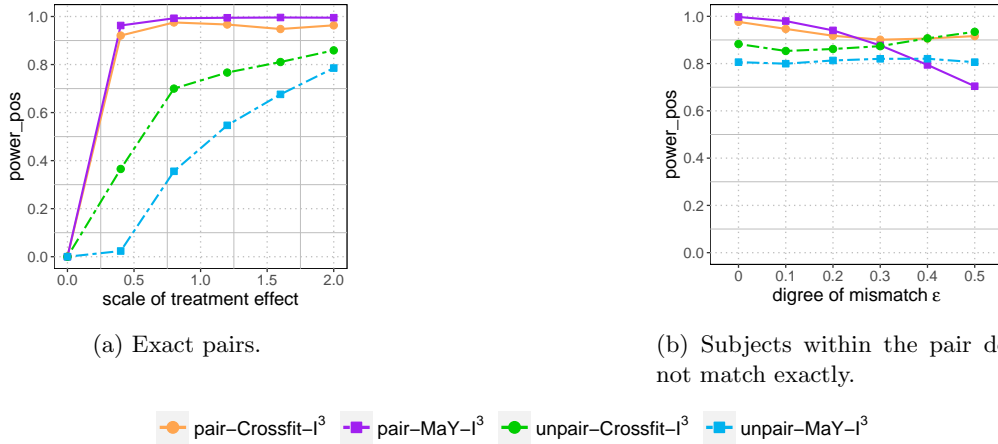 1.0
0.8
0.6
0.4
0.2
0.0
power_pos
0.0 0.5 1.0 1.5 2.0
scale of treatment effect
(a) Exact pairs.
1.0
0.8
0.6
0.4
0.2
0.0
power_pos
0 0.1 0.2 0.3 0.4 0.5
digree of mismatch ε
(b) Subjects within the pair
not match exactly.
pair−Crossfit−I³ pair−MaY−I³ unpair−Crossfit−I³ unpair−MaY−I³